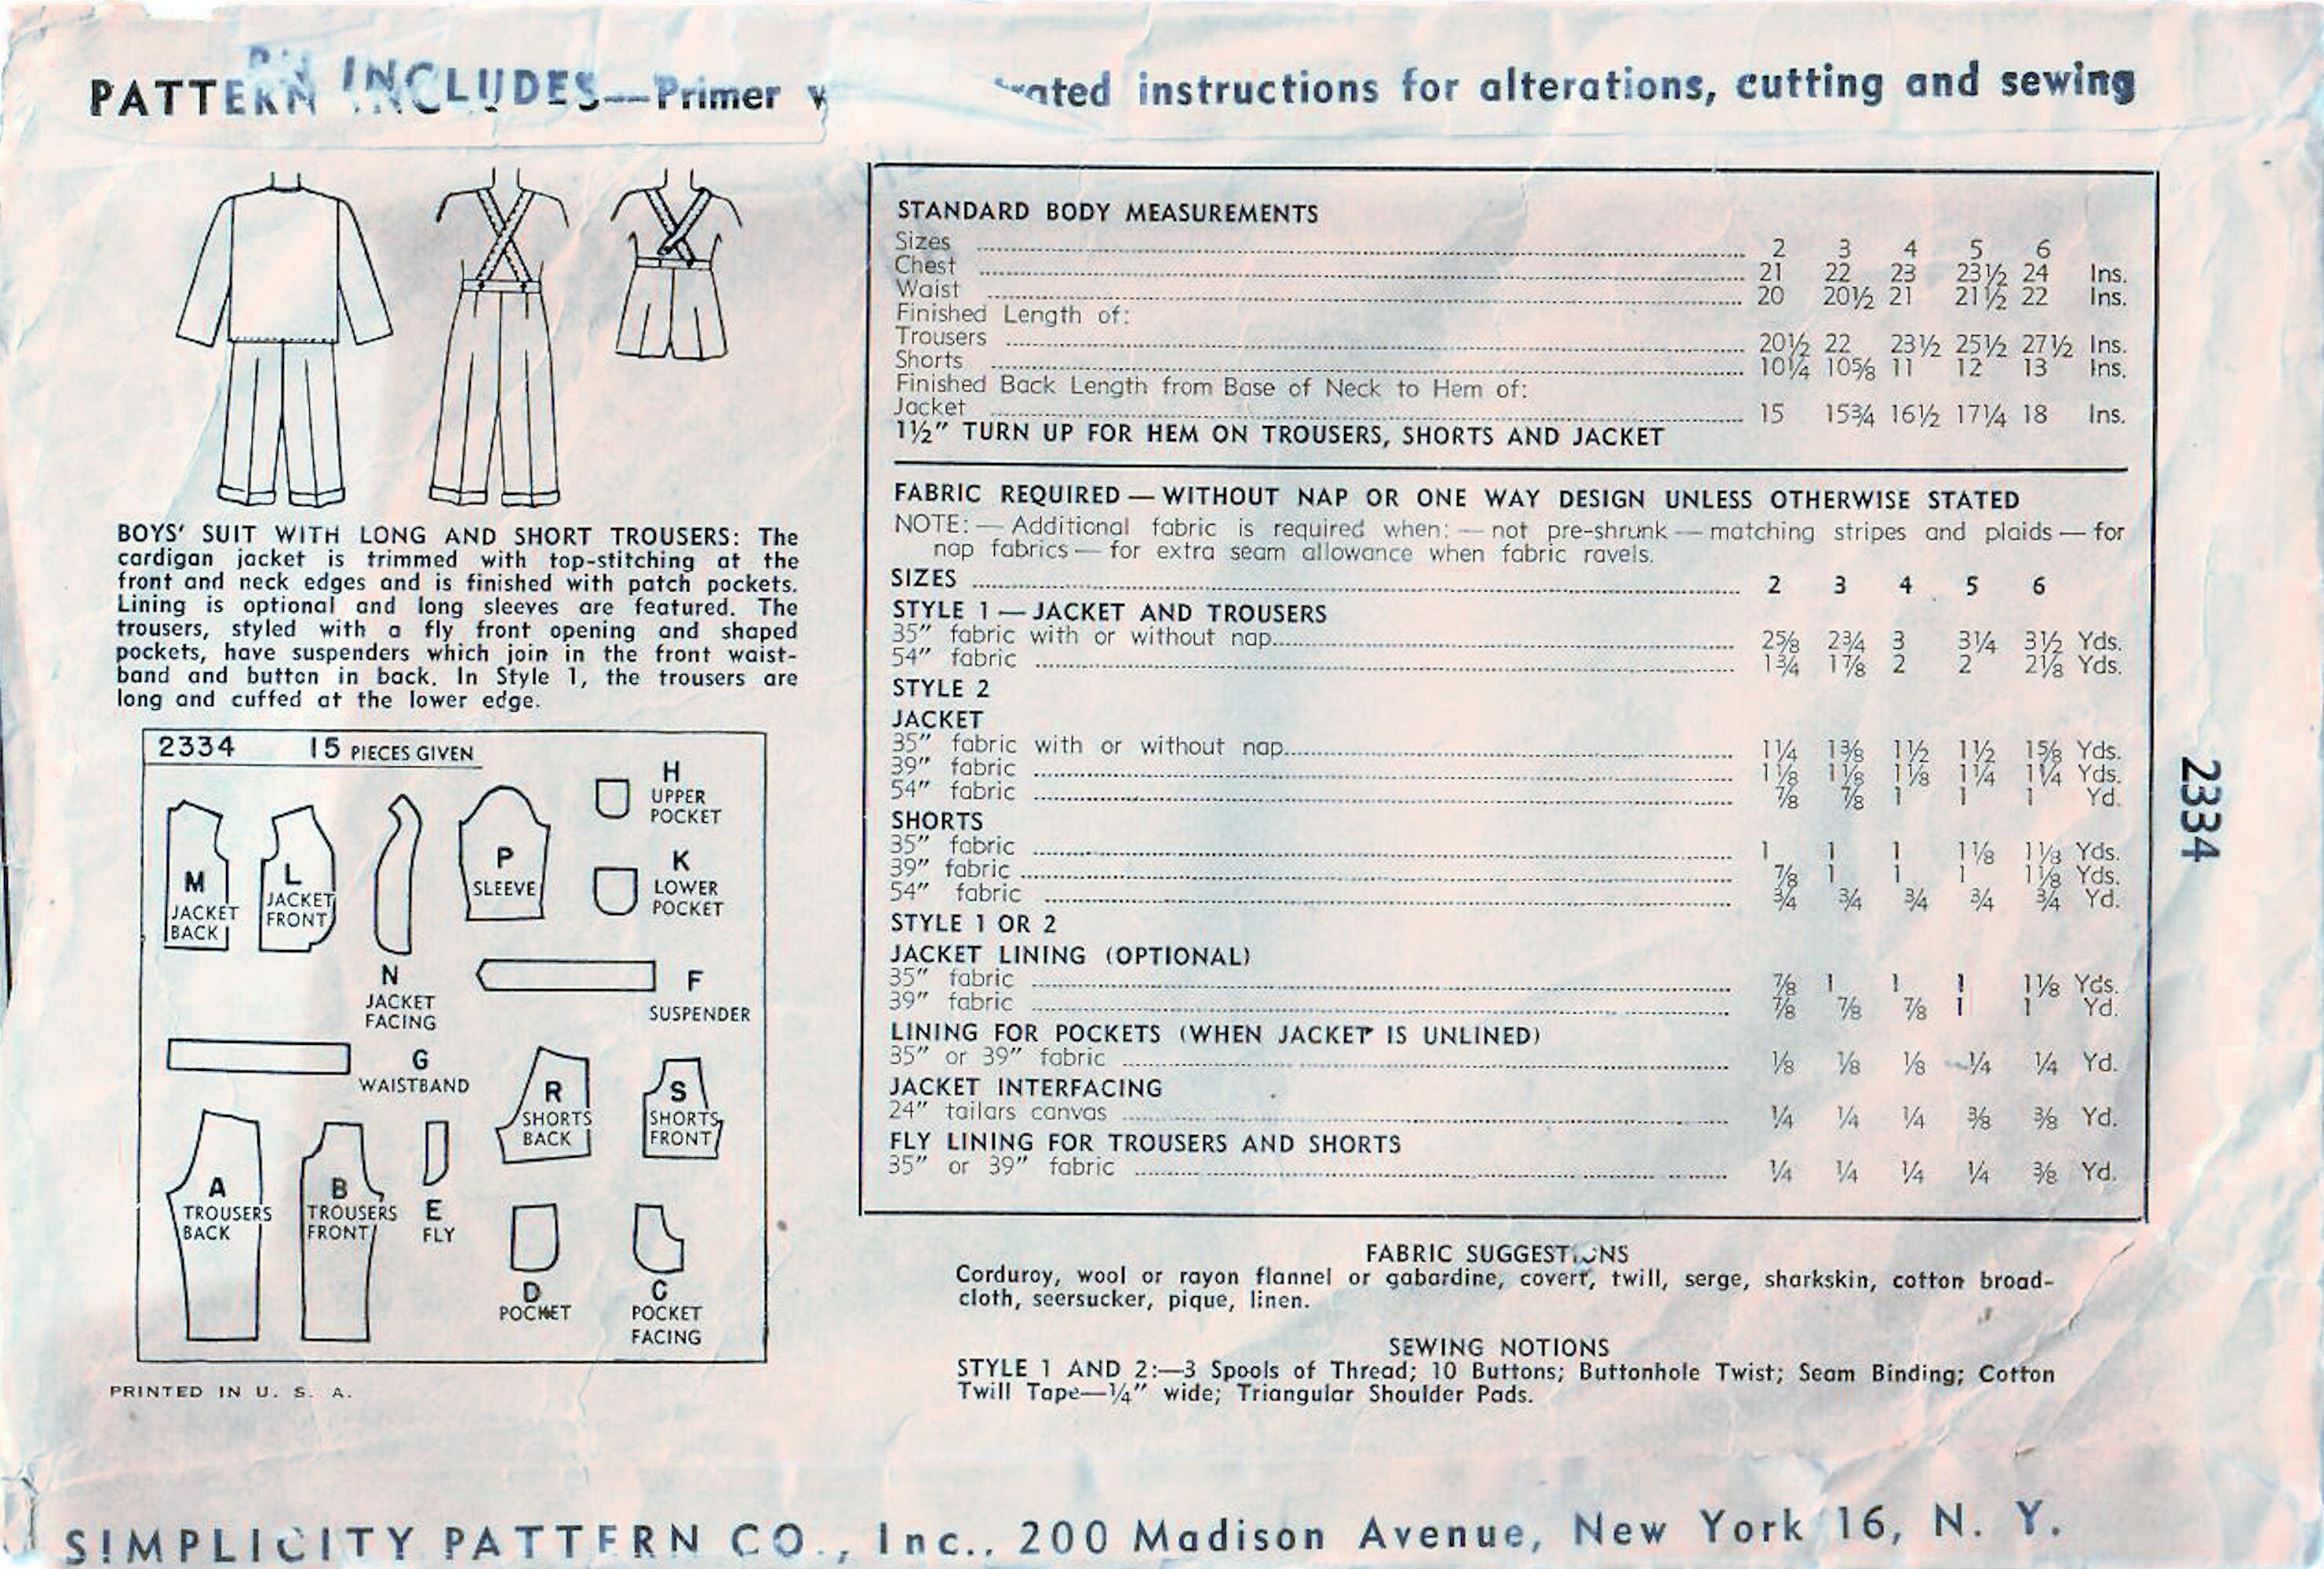 PATTERN INCLUDES—Primer instructions for alterations, cutting and sewing
BOYS' SUIT WITH LONG AND SHORT TROUSERS: The
cardigan jacket is trimmed with top-stitching at the
front and neck edges and is finished with patch pockets.
Lining is optional and long sleeves are featured. The
trousers, styled with a fly front opening and shaped
pockets, have suspenders which join in the front waist-
band and button in back. In Style 1, the trousers are
long and cuffed at the lower edge.
2334 15 PIECES GIVEN
H
UPPER
POCKET
M
JACKET
BACK
L
JACKET
FRONT
P
SLEEVE
K
LOWER
POCKET
N
JACKET
FACING
F
SUSPENDER
G
WAISTBAND
R
SHORTS
BACK
S
SHORTS
FRONT
A
TROUSERS
BACK
B
TROUSERS
FRONT
E
FLY
D
POCKET
C
POCKET
FACING
PRINTED IN U. S. A.
STANDARD BODY MEASUREMENTS
Sizes 2 3 4 5 6
Chest 21 22 23 23½ 24 Ins.
Waist 20 20½ 21 21½ 22 Ins.
Finished Length of:
Trousers 20½ 22 23½ 25½ 27½ Ins.
Shorts 10¼ 10⅝ 11 12 13 Ins.
Finished Back Length from Base of Neck to Hem of:
Jacket 15 15¾ 16½ 17¼ 18 Ins.
1½" TURN UP FOR HEM ON TROUSERS, SHORTS AND JACKET
FABRIC REQUIRED — WITHOUT NAP OR ONE WAY DESIGN UNLESS OTHERWISE STATED
NOTE: — Additional fabric is required when: — not pre-shrunk — matching stripes and plaids — for
nap fabrics — for extra seam allowance when fabric ravels.
SIZES 2 3 4 5 6
STYLE 1 — JACKET AND TROUSERS
35" fabric with or without nap 2⅝ 2¾ 3 3¼ 3½ Yds.
54" fabric 1¾ 1⅞ 2 2 2⅛ Yds.
STYLE 2
JACKET
35" fabric with or without nap 1¼ 1⅜ 1½ 1½ 1⅝ Yds.
39" fabric 1⅛ 1⅛ 1⅛ 1¼ 1¼ Yds.
54" fabric ⅞ ⅞ 1 1 1 Yd.
SHORTS
35" fabric 1 1 1 1⅛ 1⅛ Yds.
39" fabric ⅞ 1 1 1 1⅛ Yds.
54" fabric ¾ ¾ ¾ ¾ ¾ Yd.
STYLE 1 OR 2
JACKET LINING (OPTIONAL)
35" fabric ⅞ 1 1 1 1⅛ Yds.
39" fabric ⅞ ⅞ ⅞ 1 1 Yd.
LINING FOR POCKETS (WHEN JACKET IS UNLINED)
35" or 39" fabric ⅛ ⅛ ⅛ ¼ ¼ Yd.
JACKET INTERFACING
24" tailars canvas ¼ ¼ ¼ ⅜ ⅜ Yd.
FLY LINING FOR TROUSERS AND SHORTS
35" or 39" fabric ¼ ¼ ¼ ¼ ⅜ Yd.
2334
FABRIC SUGGESTIONS
Corduroy, wool or rayon flannel or gabardine, covert, twill, serge, sharkskin, cotton broad-
cloth, seersucker, pique, linen.
SEWING NOTIONS
STYLE 1 AND 2:—3 Spools of Thread; 10 Buttons; Buttonhole Twist; Seam Binding; Cotton
Twill Tape—¼" wide; Triangular Shoulder Pads.
SIMPLICITY PATTERN CO., Inc., 200 Madison Avenue, New York 16, N. Y.